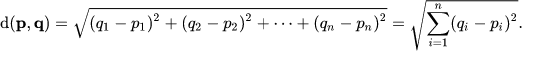 d(𝐩, 𝐪) = √((q₁ − p₁)² + (q₂ − p₂)² + ⋯ + (qₙ − pₙ)²) = √(∑ᵢ₌₁ⁿ (qᵢ − pᵢ)²).